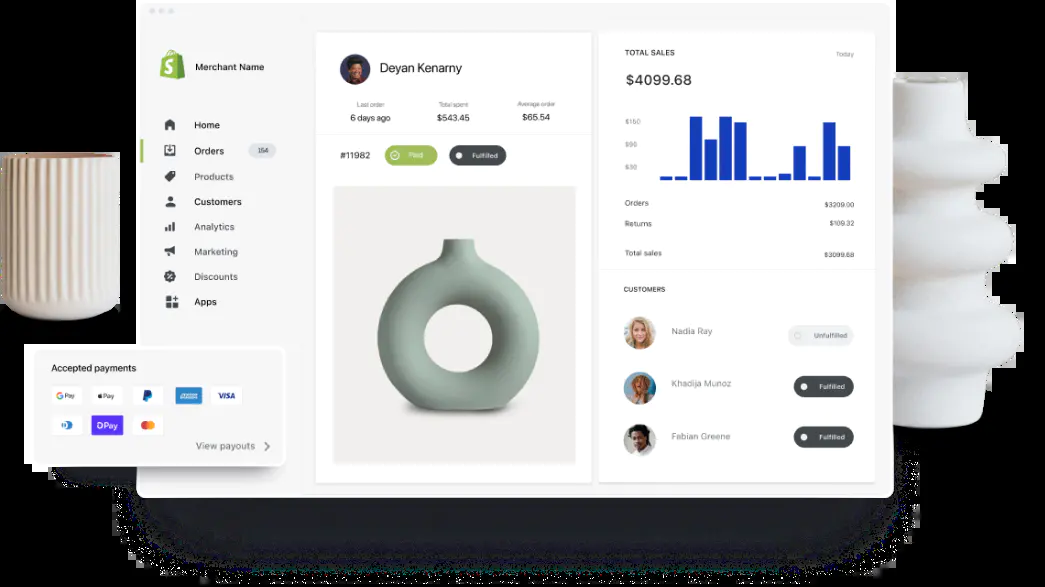 Merchant Name
Home
Orders 154
Products
Customers
Analytics
Marketing
Discounts
Apps
Accepted payments
G Pay Pay VISA
DPay
View payouts
Deyan Kenarny
Last order Total spent Average order
6 days ago $543.45 $65.54
#11982 Paid Fulfilled
TOTAL SALES Today
$4099.68
$150
$90
$30
Orders $3209.00
Returns $109.32
Total sales $3099.68
CUSTOMERS
Nadia Ray Unfulfilled
Khadija Munoz Fulfilled
Fabian Greene Fulfilled